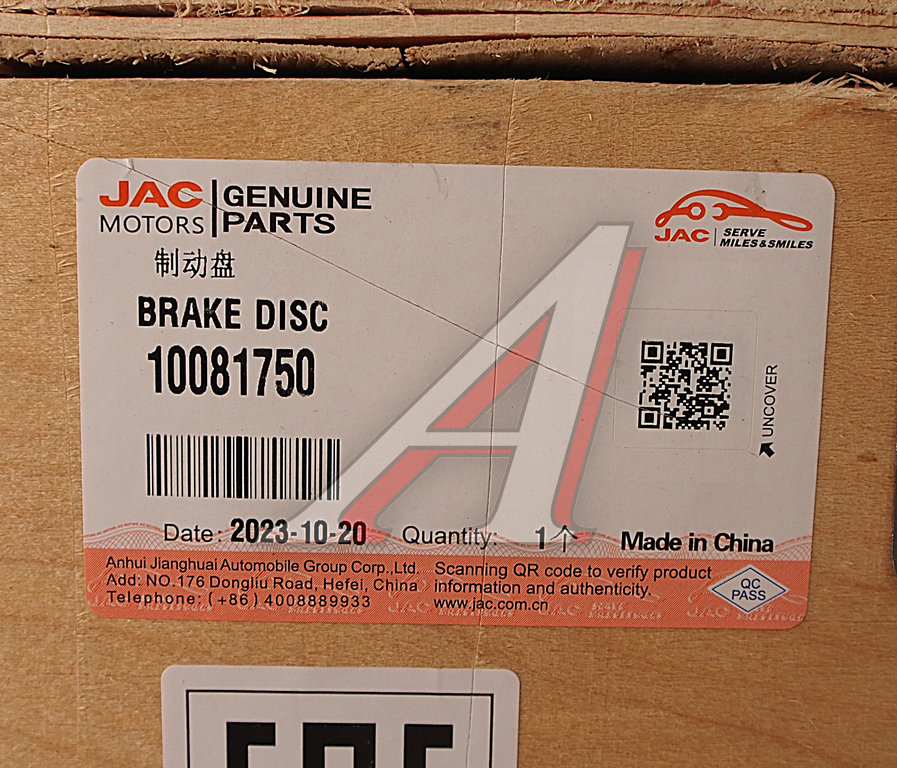 JAC MOTORS
GENUINE PARTS
JAC
SERVE
MILES&SMILES
制动盘
BRAKE DISC
10081750
UNCOVER
Date: 2023-10-20
Quantity: 1个
Made in China
Anhui Jianghuai Automobile Group Corp.,Ltd.
Add: NO.176 Dongliu Road, Hefei, China
Telephone: (+86) 4008889933
Scanning QR code to verify product
information and authenticity.
www.jac.com.cn
QC
PASS